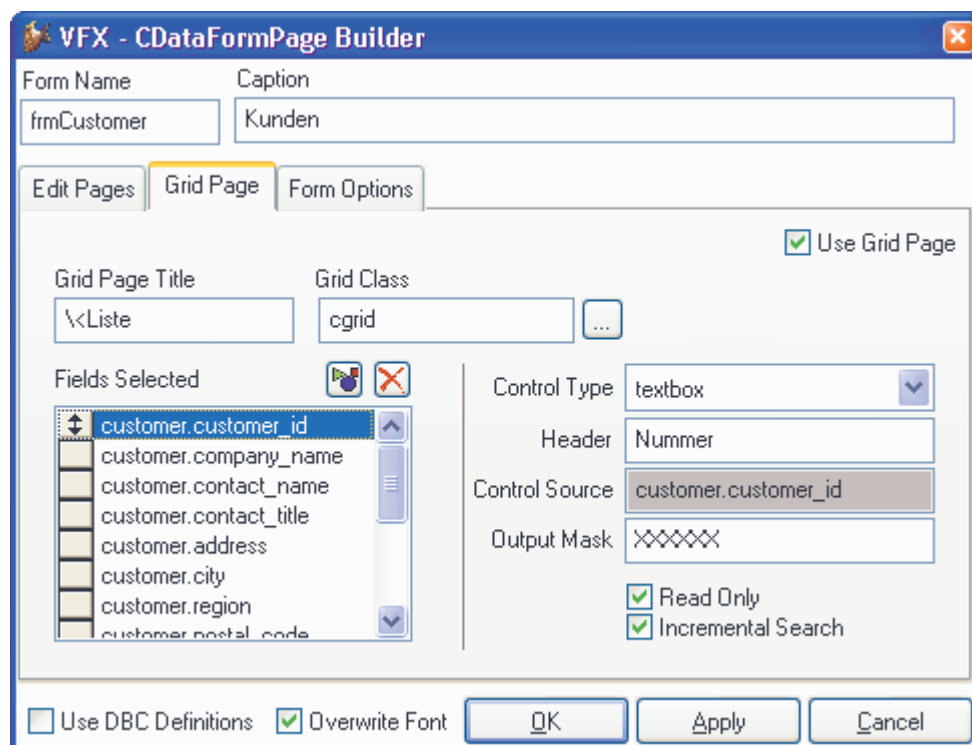 VFX - CDataFormPage Builder
Form Name
Caption
frmCustomer
Kunden
Edit Pages
Grid Page
Form Options
Use Grid Page
Grid Page Title
Grid Class
\<Liste
cgrid
...
Fields Selected
customer.customer_id
customer.company_name
customer.contact_name
customer.contact_title
customer.address
customer.city
customer.region
customer.postal_code
Control Type
textbox
Header
Nummer
Control Source
customer.customer_id
Output Mask
XXXXXX
Read Only
Incremental Search
Use DBC Definitions
Overwrite Font
OK
Apply
Cancel